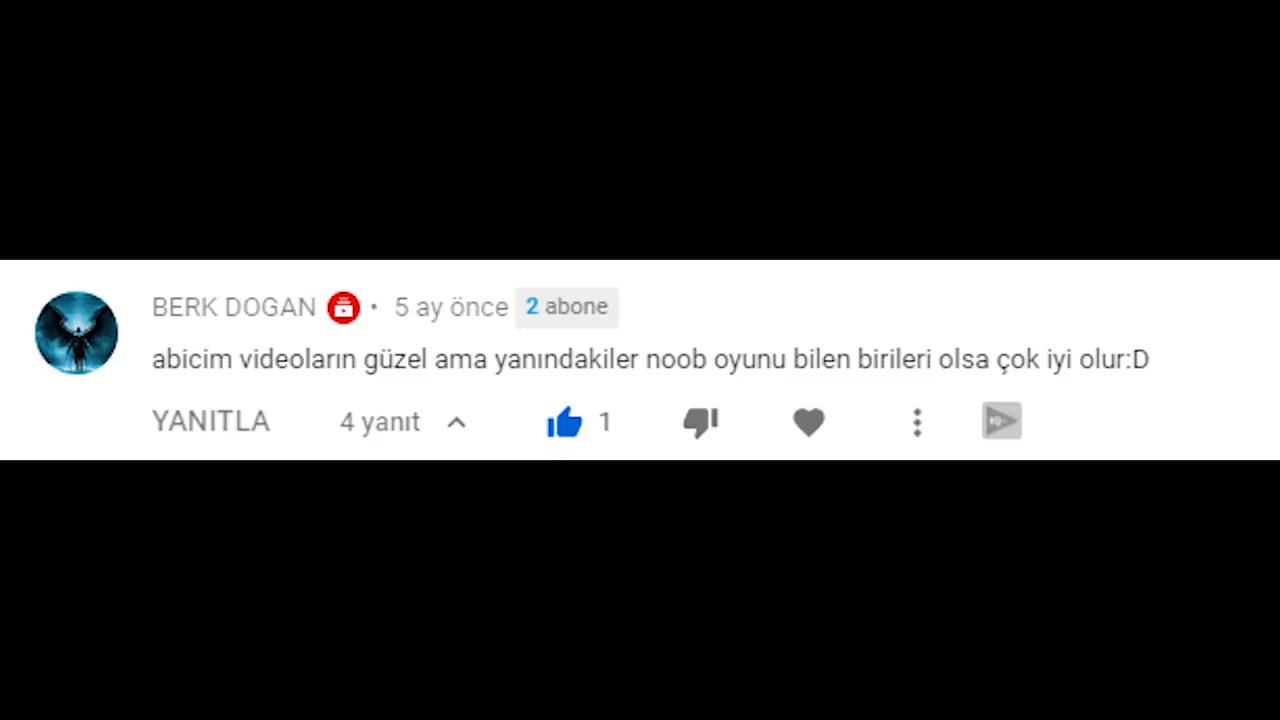 BERK DOGAN • 5 ay önce 2 abone
abicim videoların güzel ama yanındakiler noob oyunu bilen birileri olsa çok iyi olur:D
YANITLA 4 yanıt 1